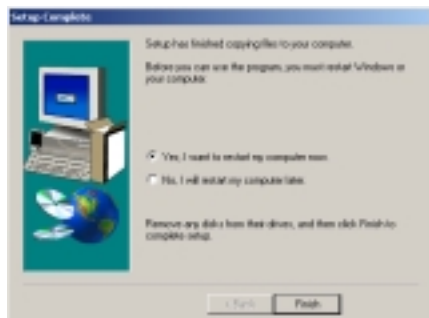 Setup Complete
Setup has finished copying files to your computer.
Before you can use the program, you must restart Windows or
your computer.
Yes, I want to restart my computer now.
No, I will restart my computer later.
Remove any disks from their drives, and then click Finish to
complete setup.
< Back
Finish